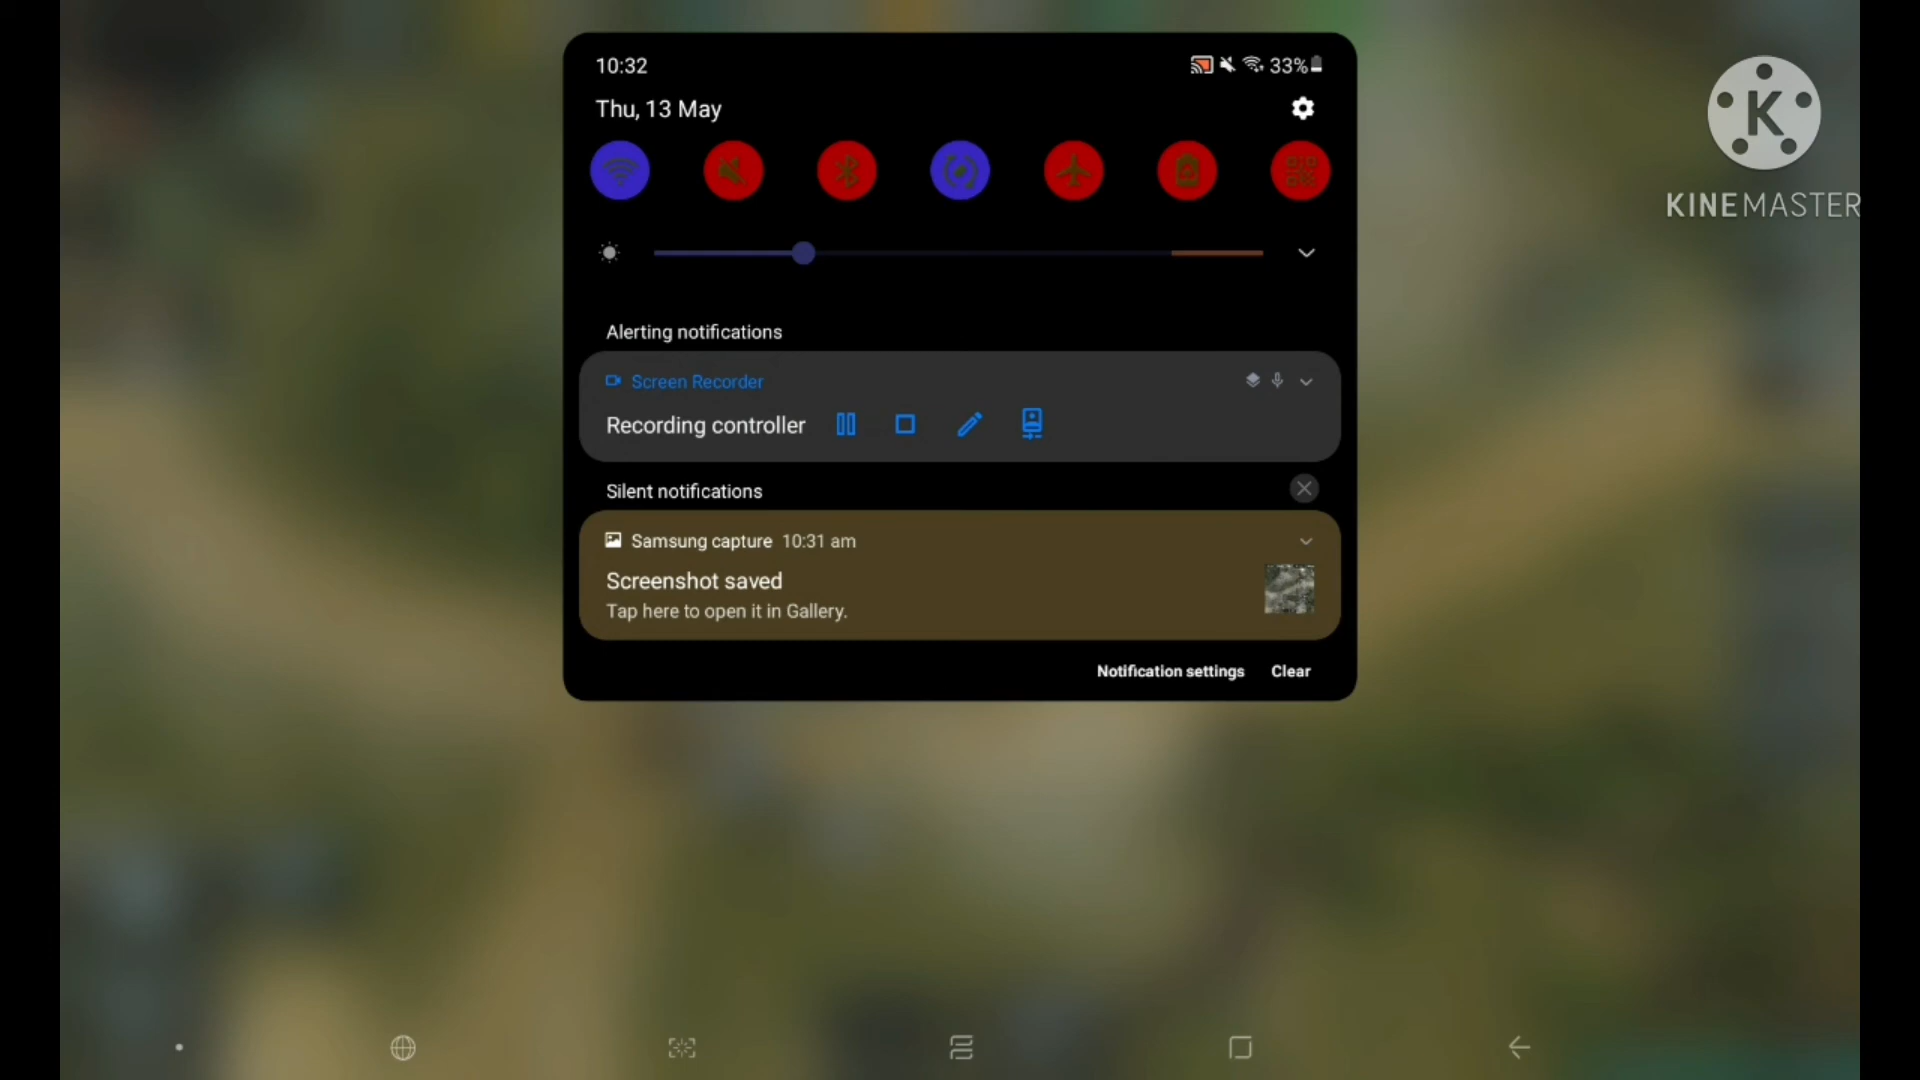 10:32
33%
Thu, 13 May
K
KINEMASTER
Alerting notifications
Screen Recorder
Recording controller
Silent notifications
Samsung capture 10:31 am
Screenshot saved
Tap here to open it in Gallery.
Notification settings Clear